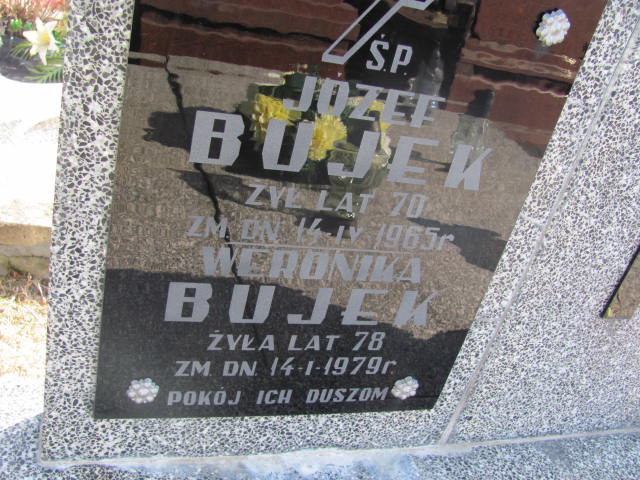 Ś.P.
JÓZEF
BUJEK
ŻYŁ LAT 70
ZM DN 14-IV 1965r
WERONIKA
BUJEK
ŻYŁA LAT 78
ZM DN 14-I-1979r.
POKÓJ ICH DUSZOM